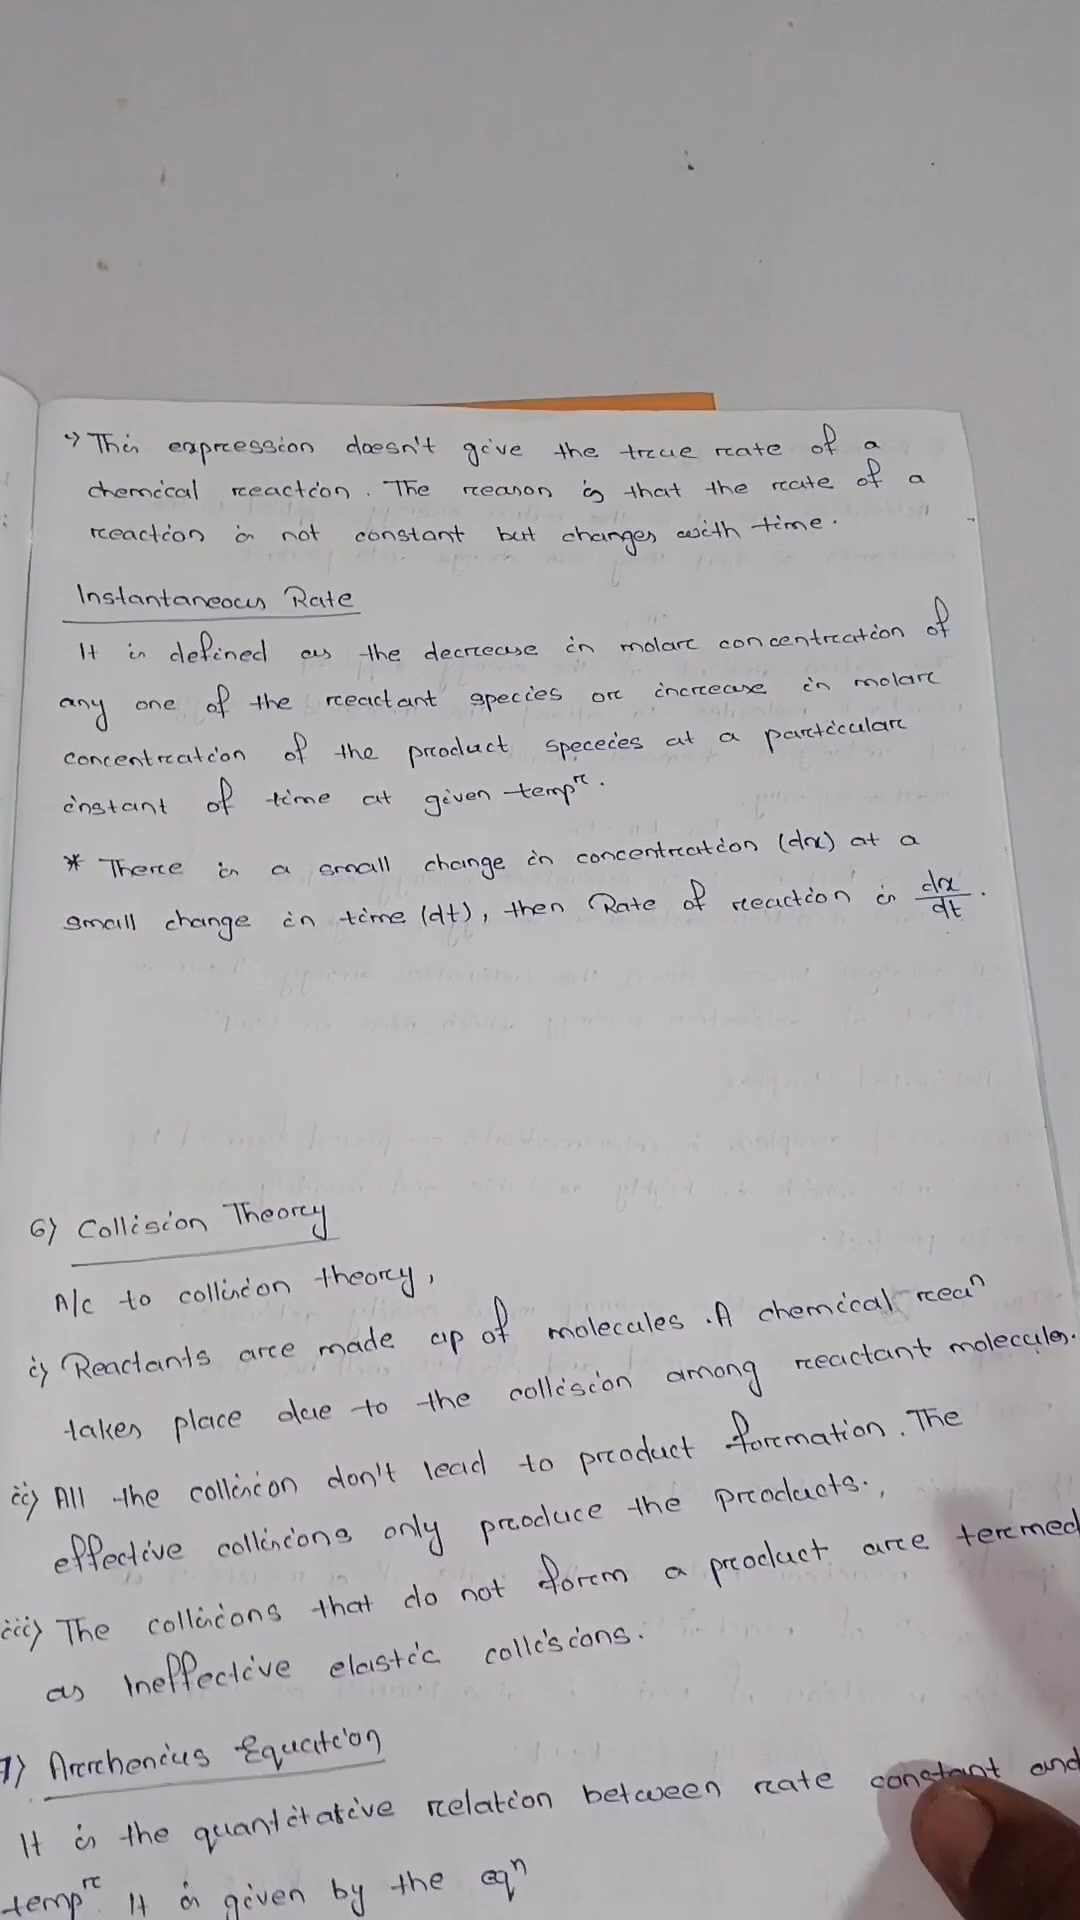 ↳ This expression doesn't give the true rate of a
chemical reaction. The reason is that the rate of a
reaction is not constant but changes with time.
Instantaneous Rate
It is defined as the decrease in molar concentration of
any one of the reactant species or increase in molar
concentration of the product speceies at a particular
instant of time at given tempʳ.
* There is a small change in concentration (dx) at a
small change in time (dt), then Rate of reaction is dx/dt.
6) Collision Theory
A/c to collision theory,
i) Reactants are made up of molecules. A chemical reaⁿ
takes place due to the collision among reactant molecules.
ii) All the collision don't lead to product formation. The
effective collisions only produce the products.
iii) The collisions that do not form a product are termed
as ineffective elastic collisions.
7) Arrhenius Equation
It is the quantitative relation between rate constant and
tempʳ. It is given by the eqⁿ